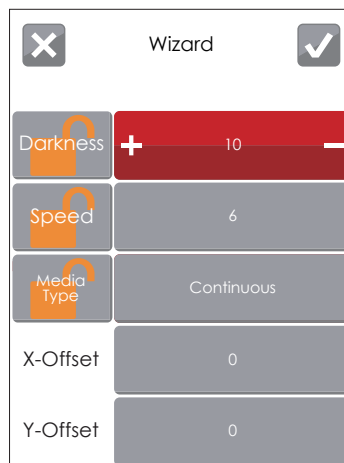 Wizard
Darkness
+ 10 −
Speed
6
Media
Type
Continuous
X-Offset
0
Y-Offset
0